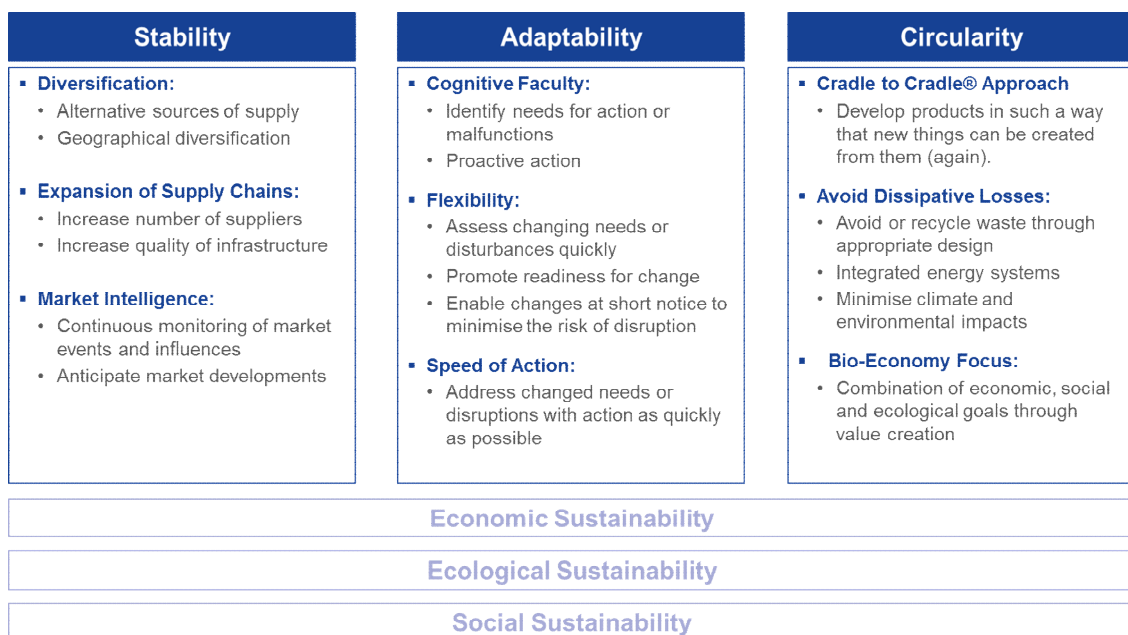 Stability
▪ Diversification:
• Alternative sources of supply
• Geographical diversification
▪ Expansion of Supply Chains:
• Increase number of suppliers
• Increase quality of infrastructure
▪ Market Intelligence:
• Continuous monitoring of market
events and influences
• Anticipate market developments
Adaptability
▪ Cognitive Faculty:
• Identify needs for action or
malfunctions
• Proactive action
▪ Flexibility:
• Assess changing needs or
disturbances quickly
• Promote readiness for change
• Enable changes at short notice to
minimise the risk of disruption
▪ Speed of Action:
• Address changed needs or
disruptions with action as quickly
as possible
Circularity
▪ Cradle to Cradle® Approach
• Develop products in such a way
that new things can be created
from them (again).
▪ Avoid Dissipative Losses:
• Avoid or recycle waste through
appropriate design
• Integrated energy systems
• Minimise climate and
environmental impacts
▪ Bio-Economy Focus:
• Combination of economic, social
and ecological goals through
value creation
Economic Sustainability
Ecological Sustainability
Social Sustainability